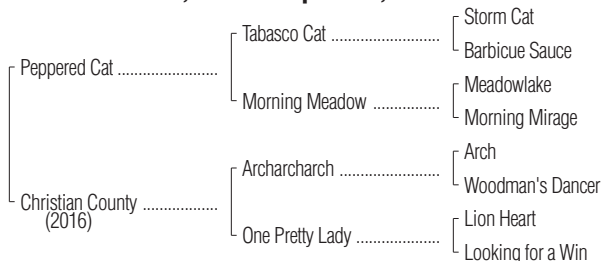 Storm Cat
Tabasco Cat ........................
Barbicue Sauce
Peppered Cat ......................
Meadowlake
Morning Meadow ...............
Morning Mirage
Arch
Archarcharch ......................
Woodman's Dancer
Christian County .................
(2016)
Lion Heart
One Pretty Lady ..................
Looking for a Win